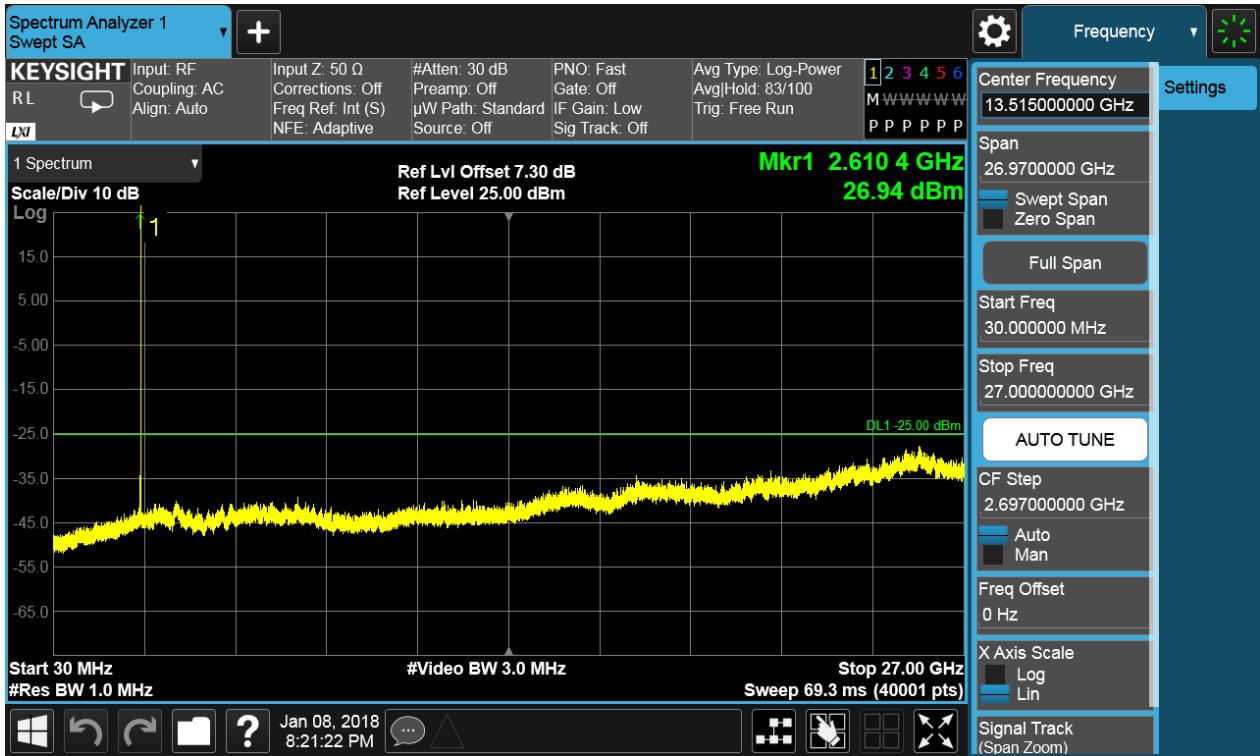 Spectrum Analyzer 1
Swept SA
+
Frequency
KEYSIGHT
R L
LXI
Input: RF
Coupling: AC
Align: Auto
Input Z: 50 Ω
Corrections: Off
Freq Ref: Int (S)
NFE: Adaptive
#Atten: 30 dB
Preamp: Off
µW Path: Standard
Source: Off
PNO: Fast
Gate: Off
IF Gain: Low
Sig Track: Off
Avg Type: Log-Power
Avg|Hold: 83/100
Trig: Free Run
1 2 3 4 5 6
M W W W W W
P P P P P P
1 Spectrum
Scale/Div 10 dB
Log
Ref Lvl Offset 7.30 dB
Ref Level 25.00 dBm
Mkr1 2.610 4 GHz
26.94 dBm
1
15.0
5.00
-5.00
-15.0
-25.0
DL1 -25.00 dBm
-35.0
-45.0
-55.0
-65.0
Start 30 MHz
#Res BW 1.0 MHz
#Video BW 3.0 MHz
Stop 27.00 GHz
Sweep 69.3 ms (40001 pts)
Center Frequency
13.515000000 GHz
Span
26.9700000 GHz
Swept Span
Zero Span
Full Span
Start Freq
30.000000 MHz
Stop Freq
27.000000000 GHz
AUTO TUNE
CF Step
2.697000000 GHz
Auto
Man
Freq Offset
0 Hz
X Axis Scale
Log
Lin
Signal Track
(Span Zoom)
Settings
?
Jan 08, 2018
8:21:22 PM